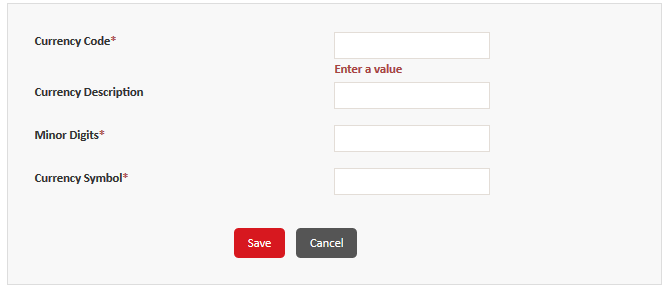 Currency Code*
Enter a value
Currency Description
Minor Digits*
Currency Symbol*
Save Cancel